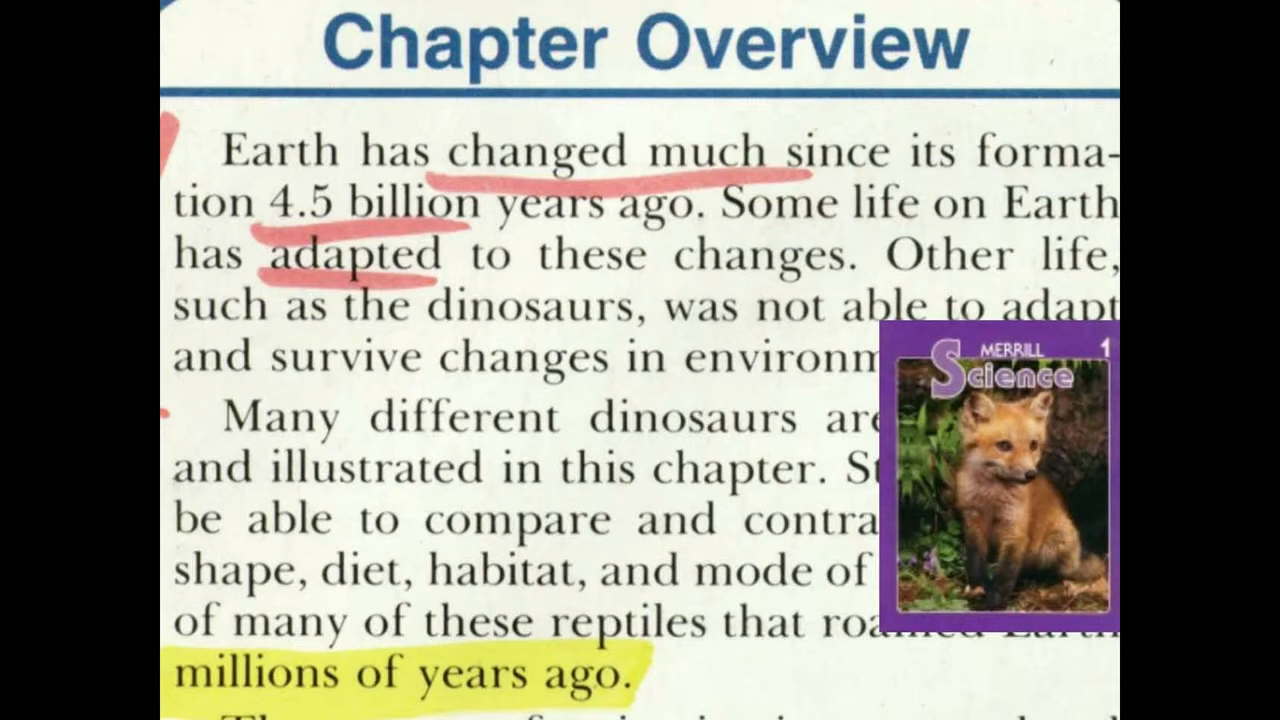 Chapter Overview
Earth has changed much since its forma-
tion 4.5 billion years ago. Some life on Earth
has adapted to these changes. Other life,
such as the dinosaurs, was not able to adapt
and survive changes in environm
Many different dinosaurs are
and illustrated in this chapter. St
be able to compare and contra
shape, diet, habitat, and mode of
of many of these reptiles that roamed Earth
millions of years ago.
MERRILL 1
Science